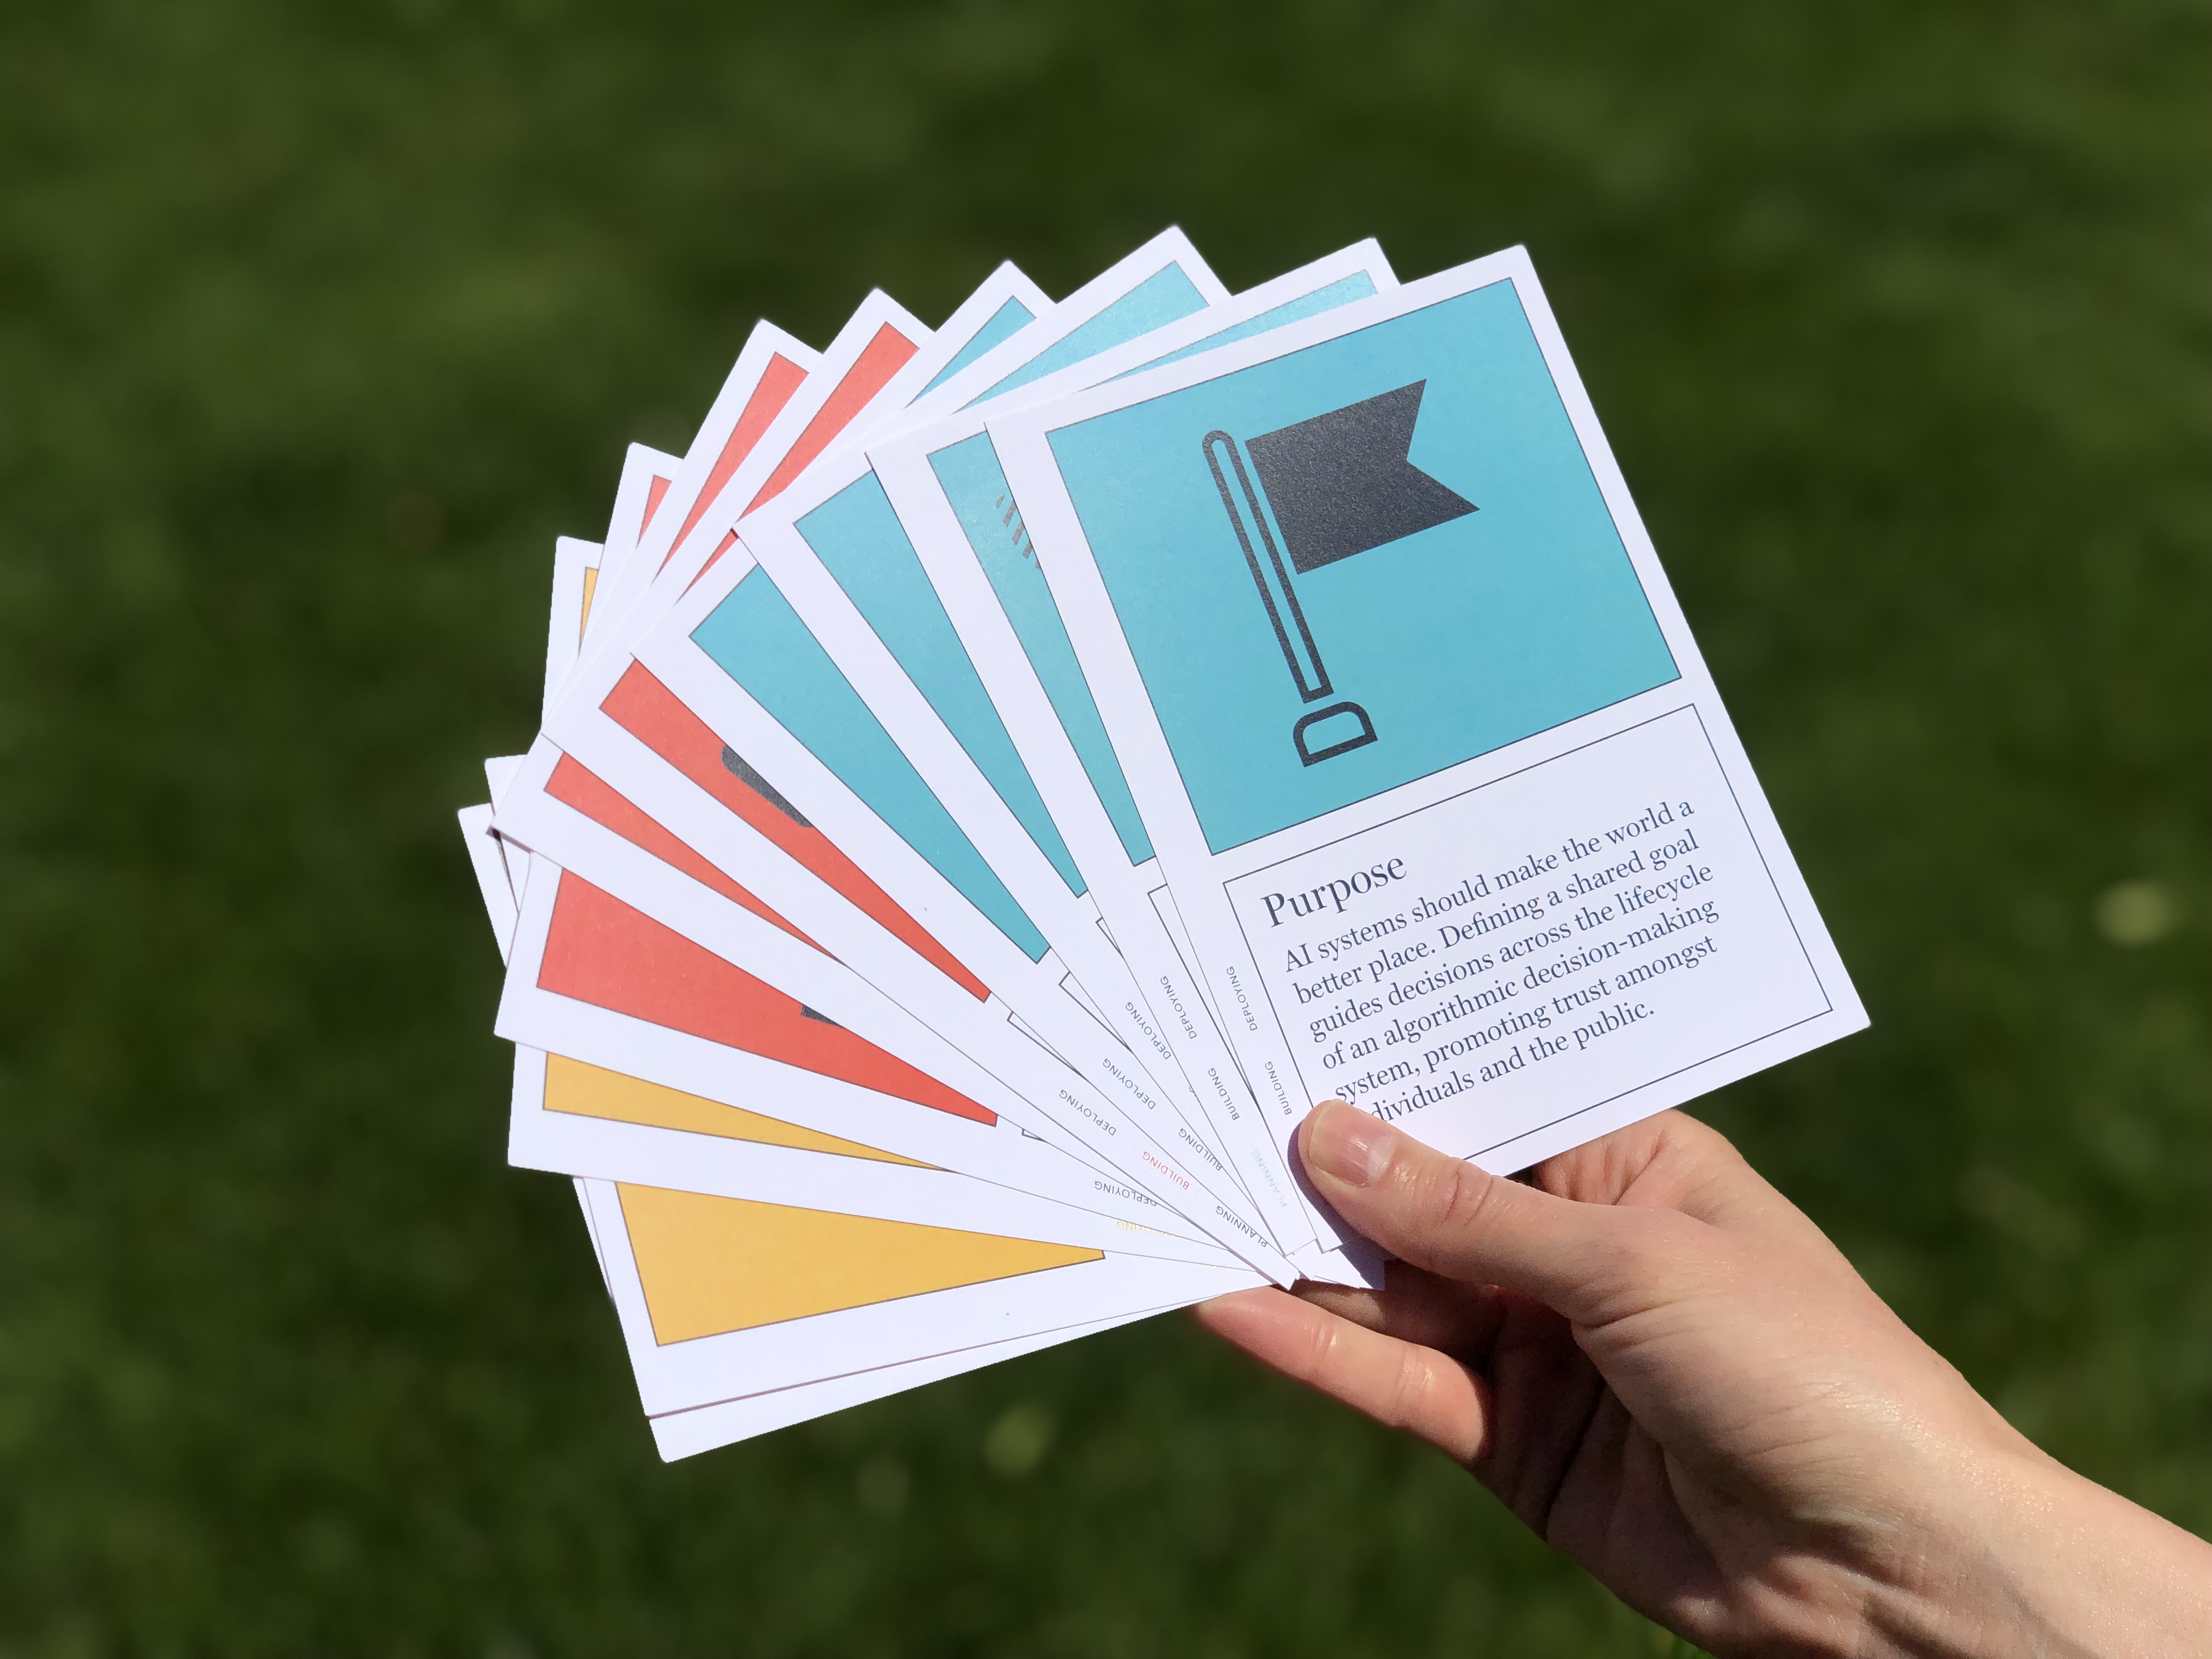 Purpose
AI systems should make the world a
better place. Defining a shared goal
guides decisions across the lifecycle
of an algorithmic decision-making
system, promoting trust amongst
dividuals and the public.
DEPLOYING
BUILDING
PLANNING
DEPLOYING
BUILDING
DEPLOYING
DEPLOYING
BUILDING
DEPLOYING
BUILDING
PLANNING
DEPLOYING